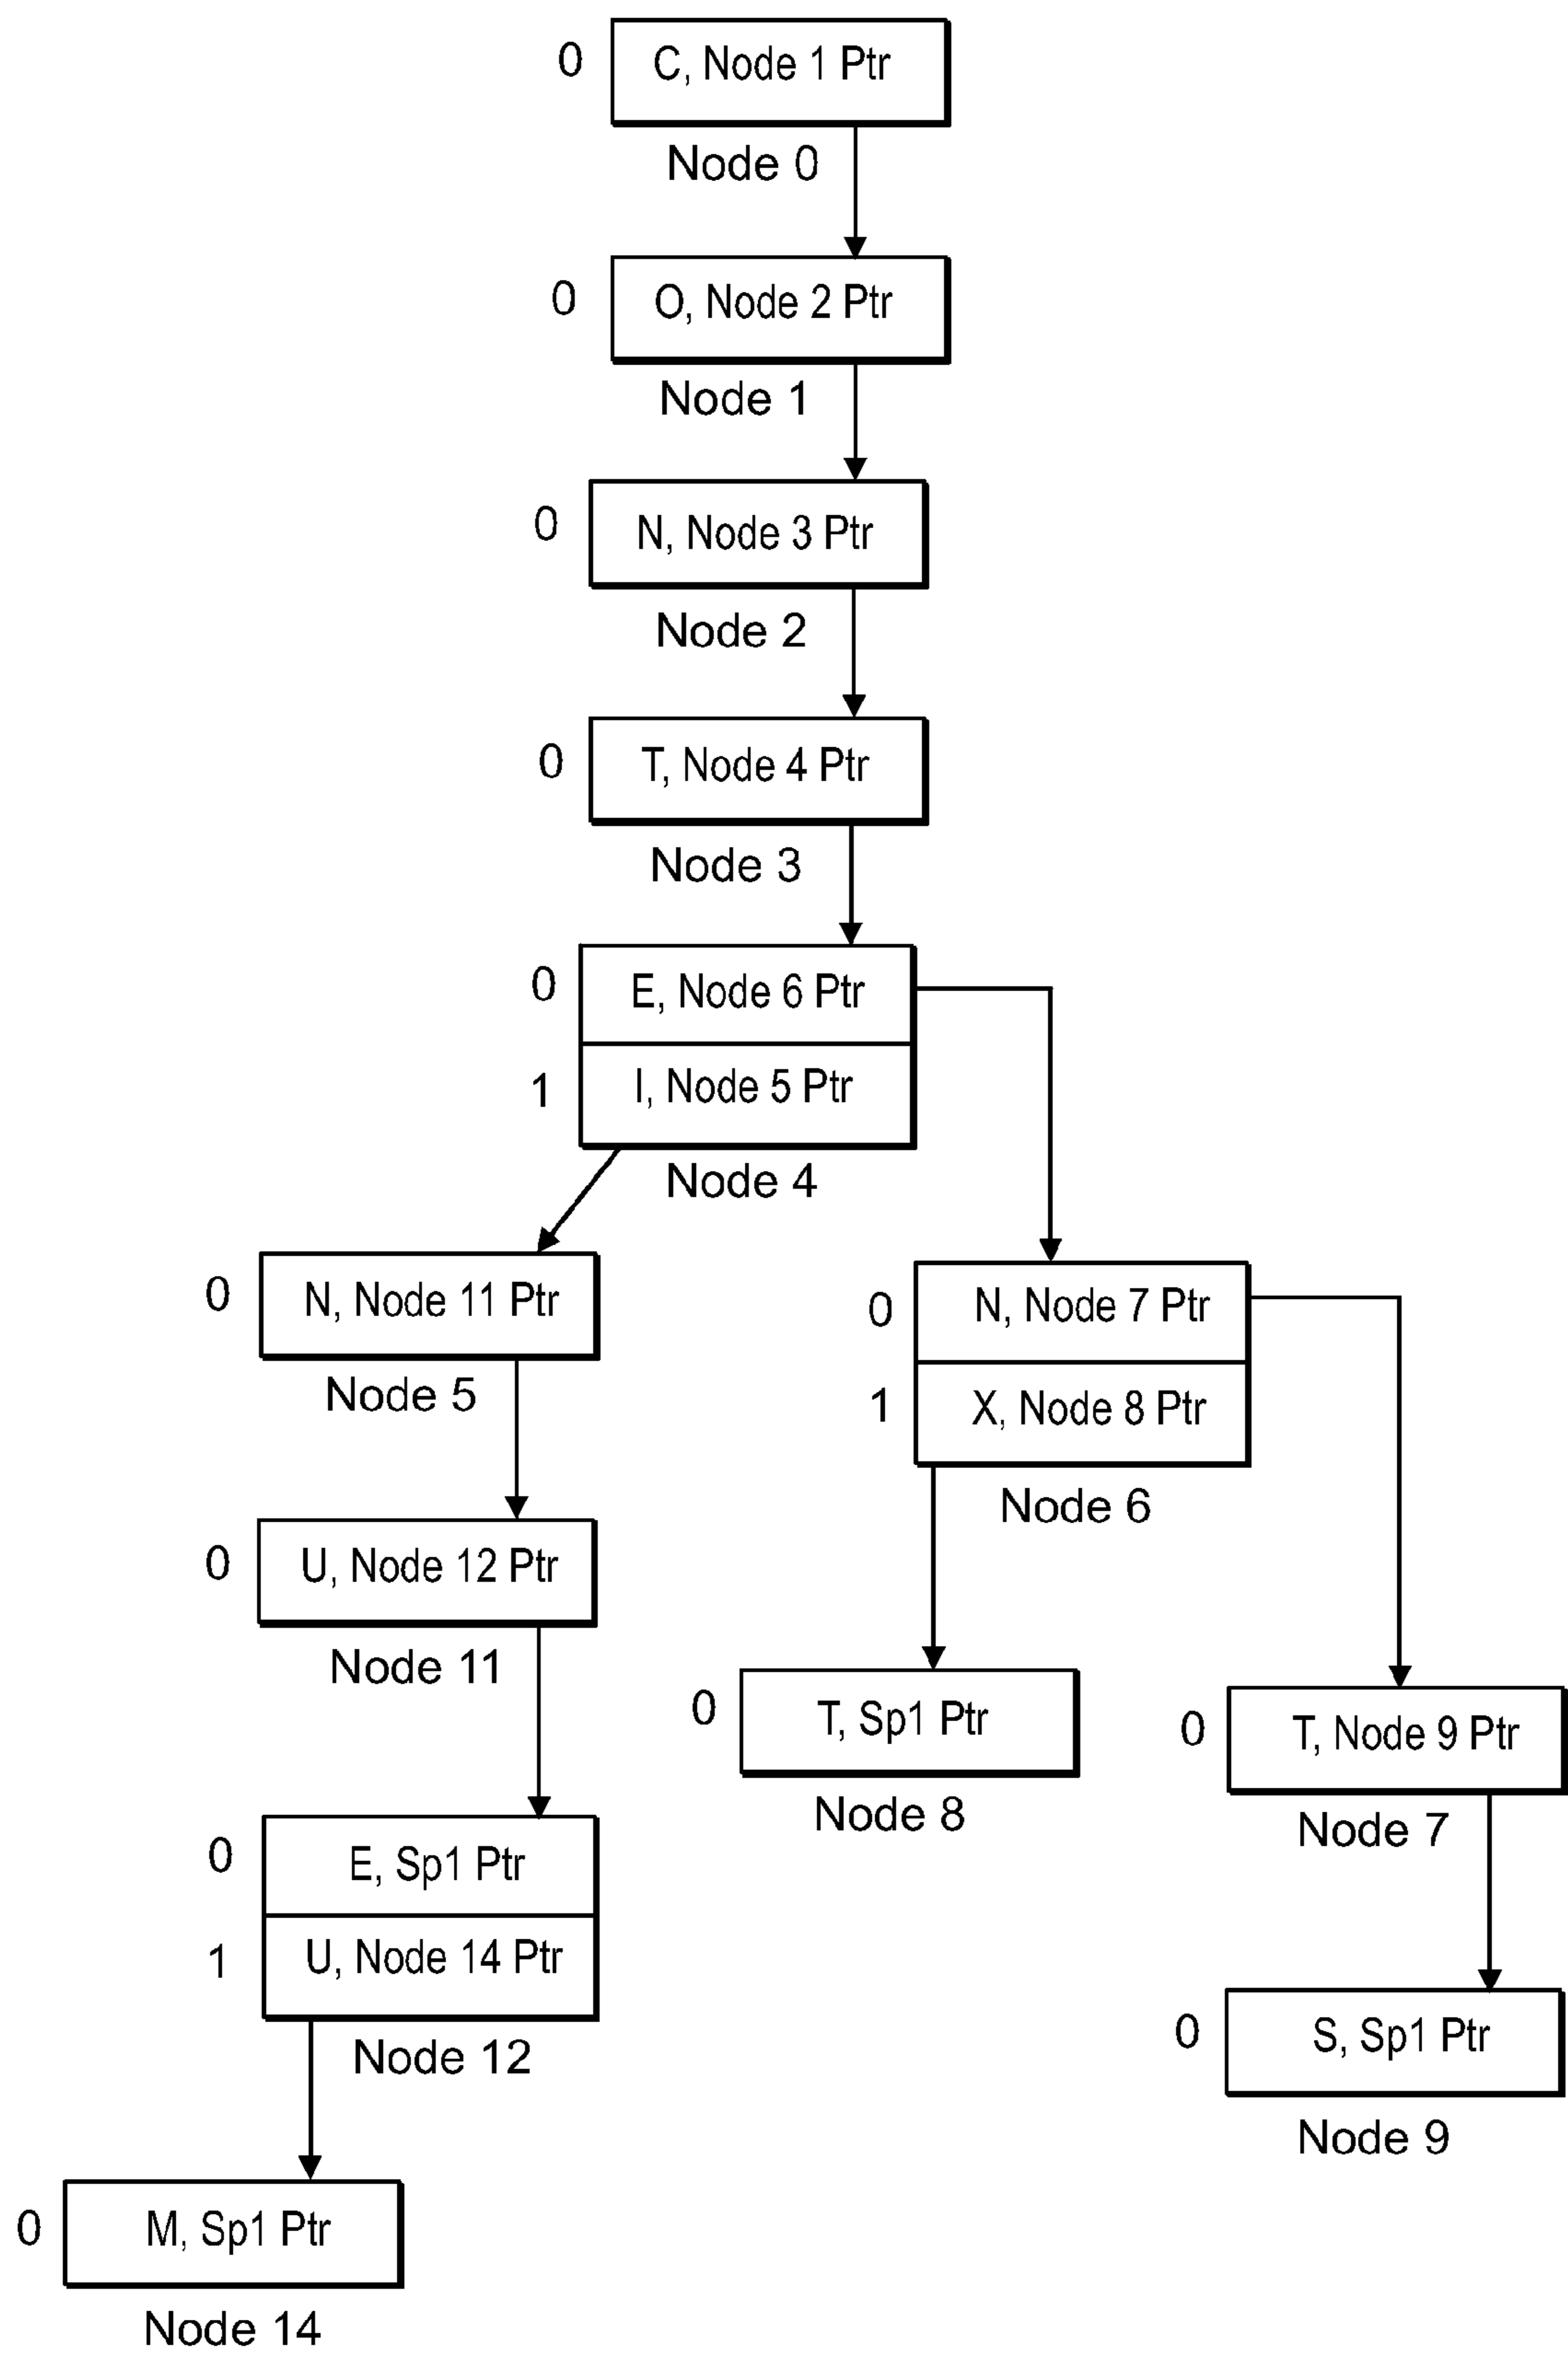 0
C, Node 1 Ptr
Node 0
0
O, Node 2 Ptr
Node 1
0
N, Node 3 Ptr
Node 2
0
T, Node 4 Ptr
Node 3
0
E, Node 6 Ptr
1
I, Node 5 Ptr
Node 4
0
N, Node 11 Ptr
Node 5
0
N, Node 7 Ptr
1
X, Node 8 Ptr
Node 6
0
U, Node 12 Ptr
Node 11
0
T, Sp1 Ptr
Node 8
0
T, Node 9 Ptr
Node 7
0
E, Sp1 Ptr
1
U, Node 14 Ptr
Node 12
0
S, Sp1 Ptr
Node 9
0
M, Sp1 Ptr
Node 14